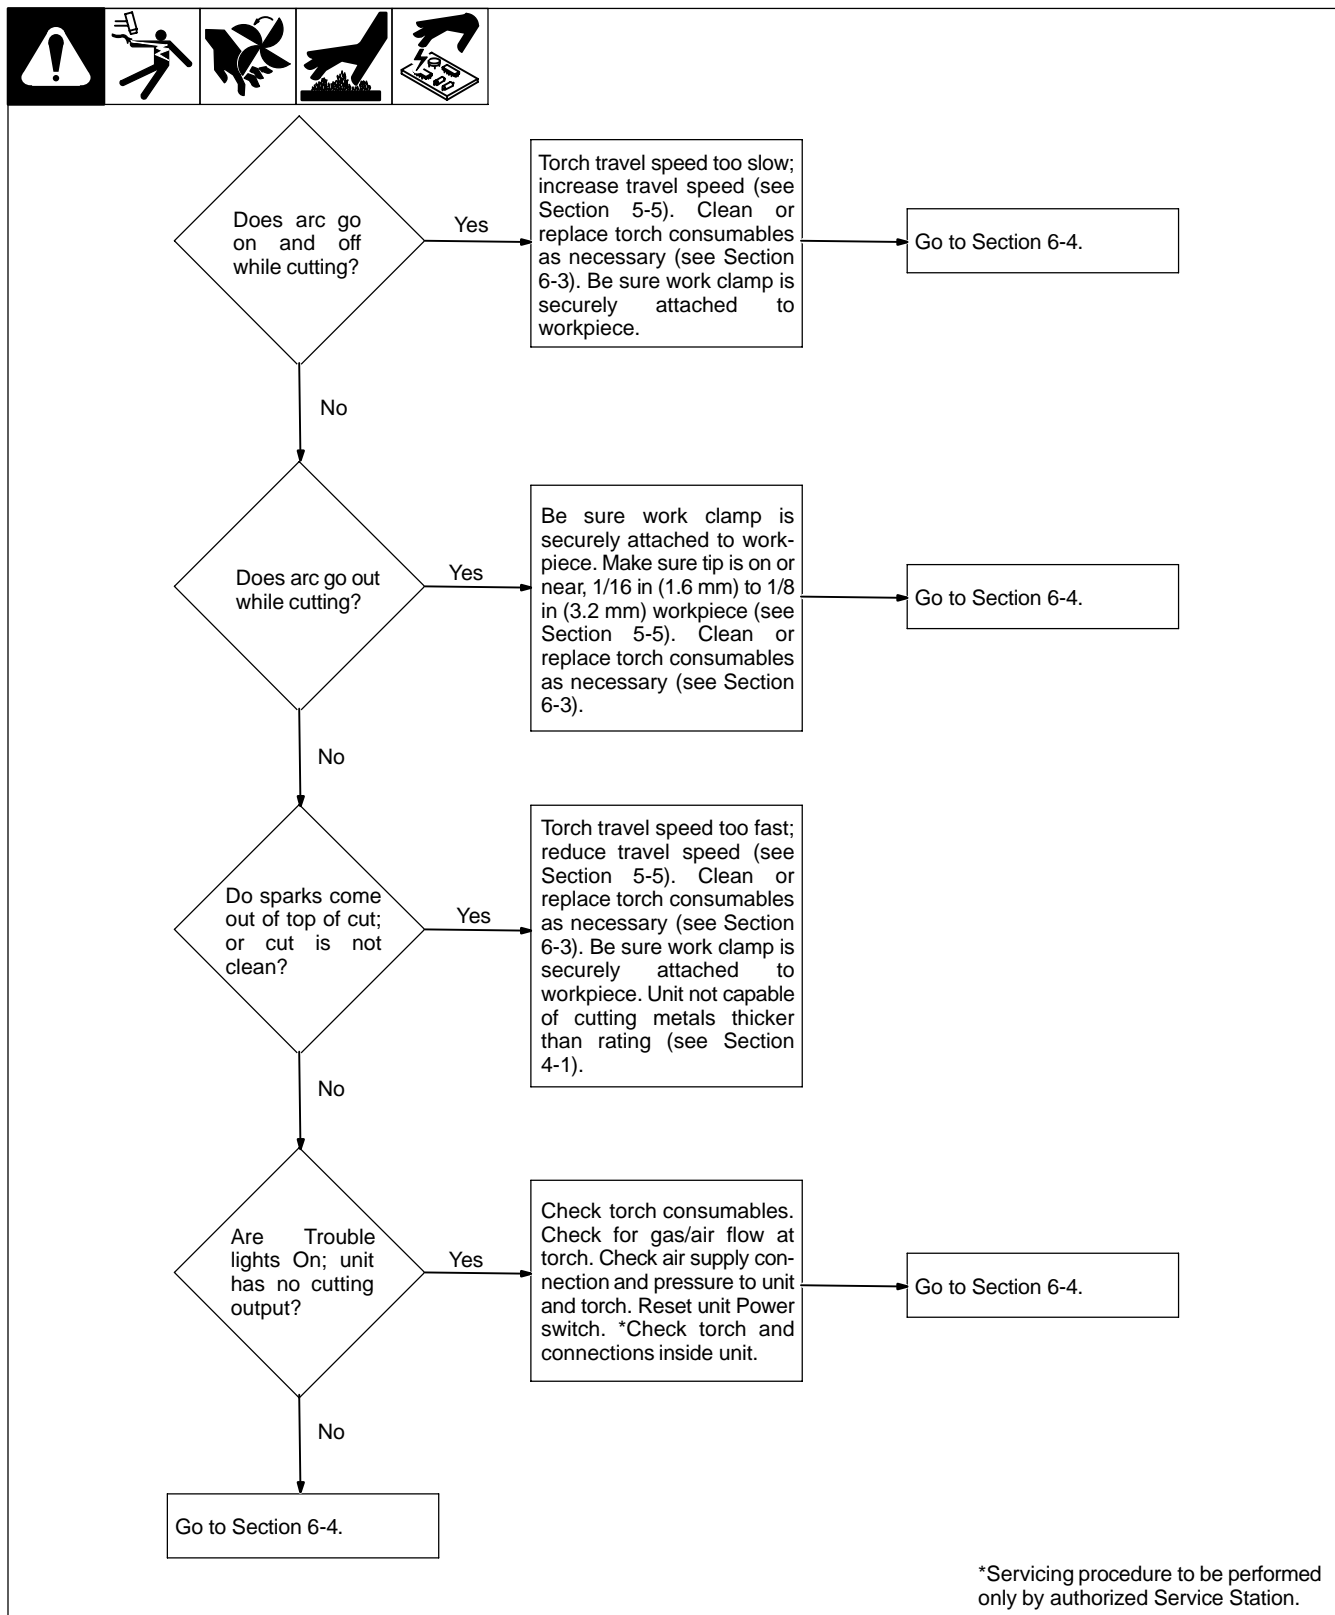 Does arc go
on and off
while cutting?
Yes
Torch travel speed too slow;
increase travel speed (see
Section 5-5). Clean or
replace torch consumables
as necessary (see Section
6-3). Be sure work clamp is
securely attached to
workpiece.
Go to Section 6-4.
No
Does arc go out
while cutting?
Yes
Be sure work clamp is
securely attached to work-
piece. Make sure tip is on or
near, 1/16 in (1.6 mm) to 1/8
in (3.2 mm) workpiece (see
Section 5-5). Clean or
replace torch consumables
as necessary (see Section
6-3).
Go to Section 6-4.
No
Do sparks come
out of top of cut;
or cut is not
clean?
Yes
Torch travel speed too fast;
reduce travel speed (see
Section 5-5). Clean or
replace torch consumables
as necessary (see Section
6-3). Be sure work clamp is
securely attached to
workpiece. Unit not capable
of cutting metals thicker
than rating (see Section
4-1).
No
Are Trouble
lights On; unit
has no cutting
output?
Yes
Check torch consumables.
Check for gas/air flow at
torch. Check air supply con-
nection and pressure to unit
and torch. Reset unit Power
switch. *Check torch and
connections inside unit.
Go to Section 6-4.
No
Go to Section 6-4.
*Servicing procedure to be performed
only by authorized Service Station.